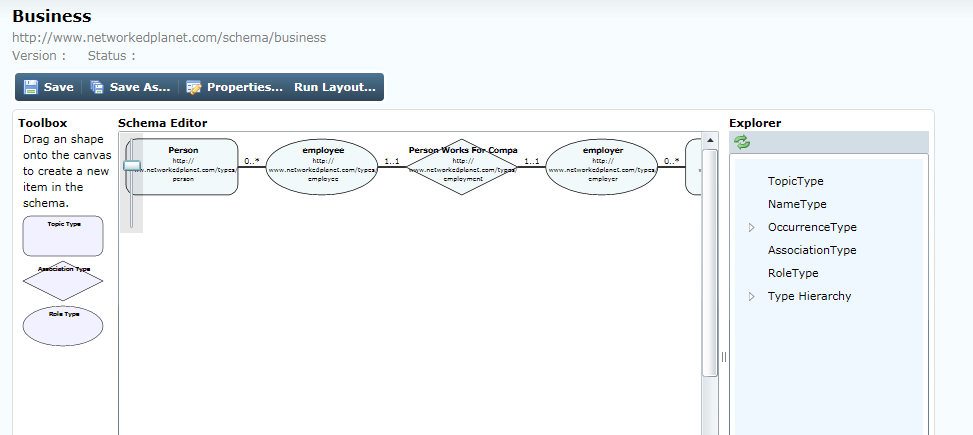 Business
http://www.networkedplanet.com/schema/business
Version : Status :
Save Save As... Properties... Run Layout...
Toolbox
Drag an shape
onto the canvas
to create a new
item in the
schema.
Topic Type
Association Type
Role Type
Schema Editor
Person
http://
www.networkedplanet.com/types/
person
0..*
employee
http://
www.networkedplanet.com/types/
employee
1..1
Person Works For Compa
http://
www.networkedplanet.com/types/
employment
1..1
employer
http://
www.networkedplanet.com/types/
employer
0..*
Explorer
TopicType
NameType
OccurrenceType
AssociationType
RoleType
Type Hierarchy